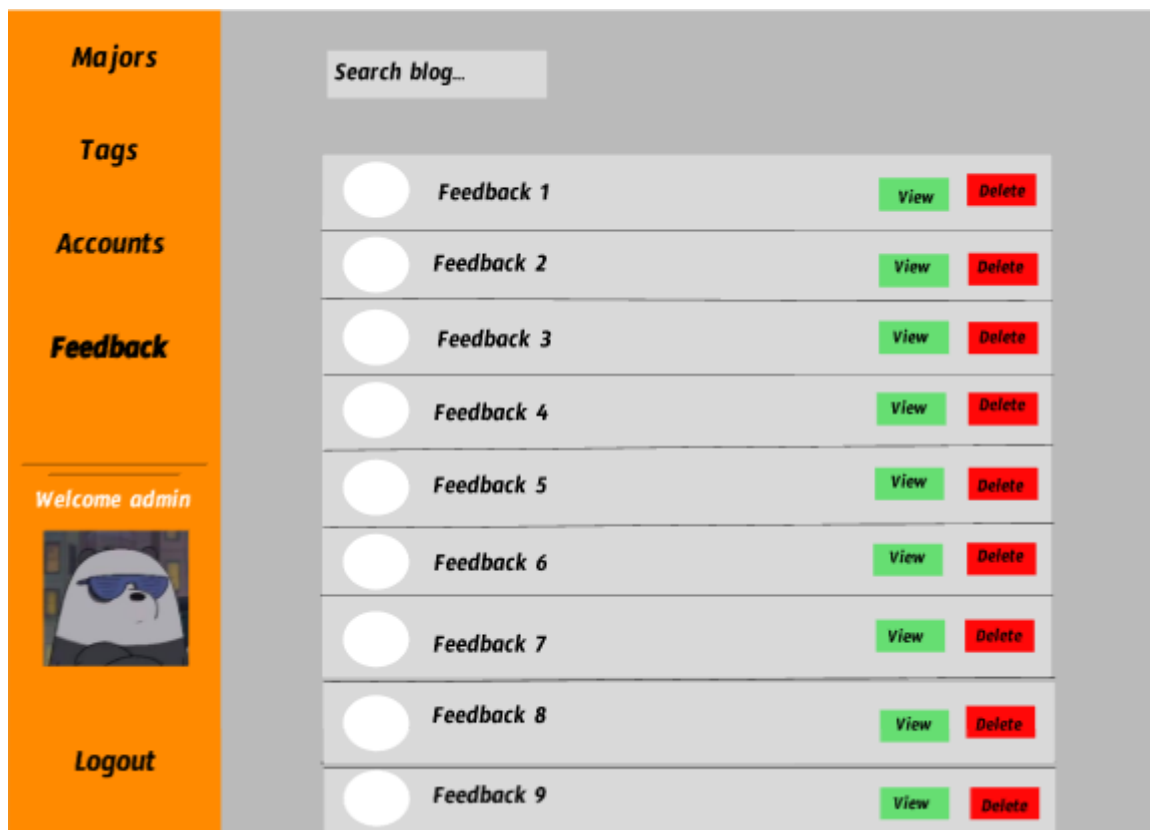 Majors
Tags
Accounts
Feedback
Welcome admin
Logout
Search blog...
Feedback 1 View Delete
Feedback 2 View Delete
Feedback 3 View Delete
Feedback 4 View Delete
Feedback 5 View Delete
Feedback 6 View Delete
Feedback 7 View Delete
Feedback 8 View Delete
Feedback 9 View Delete